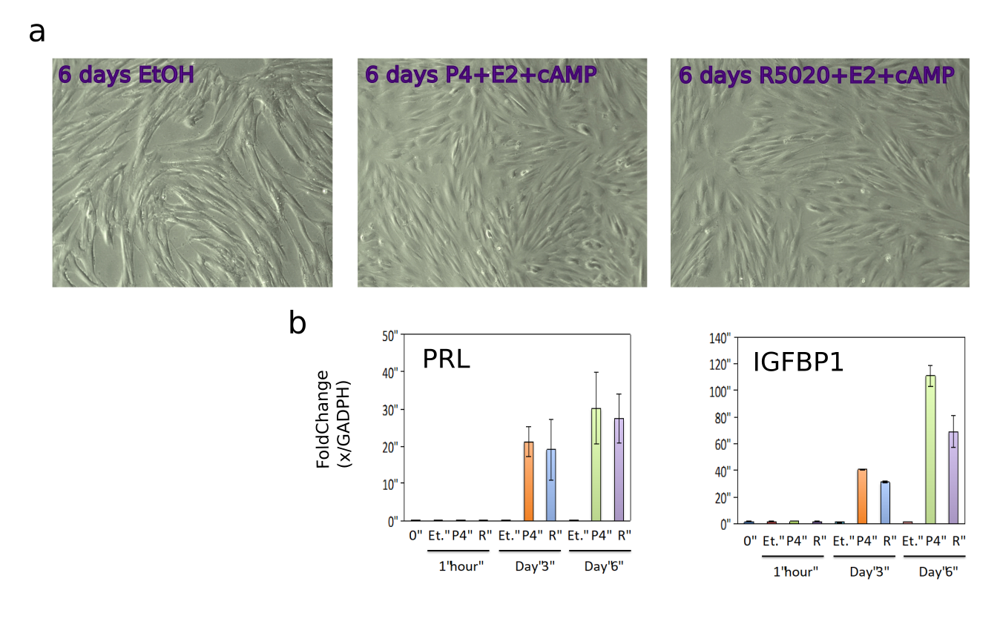 a
6 days EtOH
6 days P4+E2+cAMP
6 days R5020+E2+cAMP
b
FoldChange
(x/GADPH)
PRL
50"
40"
30"
20"
10"
0"
0" Et." P4" R" Et." P4" R" Et." P4" R"
1"hour" Day"3" Day"6"
IGFBP1
140"
120"
100"
80"
60"
40"
20"
0"
0" Et." P4" R" Et." P4" R" Et." P4" R"
1"hour" Day"3" Day"6"